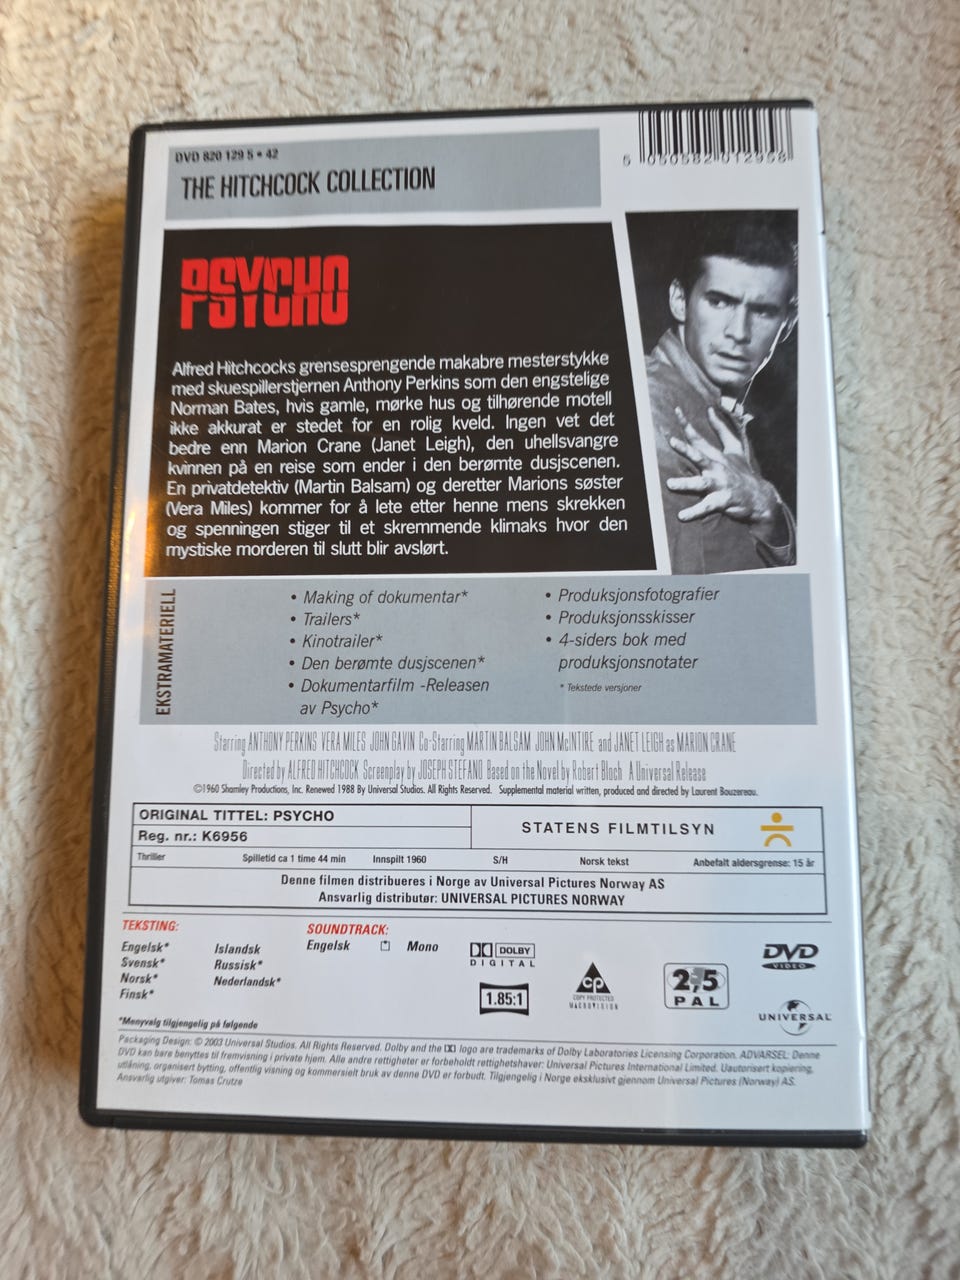 DVD 820 129 5 • 42
THE HITCHCOCK COLLECTION
5 050582 012958
PSYCHO
Alfred Hitchcocks grensesprengende makabre mesterstykke
med skuespillerstjernen Anthony Perkins som den engstelige
Norman Bates, hvis gamle, mørke hus og tilhørende motell
ikke akkurat er stedet for en rolig kveld. Ingen vet det
bedre enn Marion Crane (Janet Leigh), den uhellsvangre
kvinnen på en reise som ender i den berømte dusjscenen.
En privatdetektiv (Martin Balsam) og deretter Marions søster
(Vera Miles) kommer for å lete etter henne mens skrekken
og spenningen stiger til et skremmende klimaks hvor den
mystiske morderen til slutt blir avslørt.
EKSTRAMATERIELL
• Making of dokumentar*
• Trailers*
• Kinotrailer*
• Den berømte dusjscenen*
• Dokumentarfilm -Releasen
av Psycho*
• Produksjonsfotografier
• Produksjonsskisser
• 4-siders bok med
produksjonsnotater
* Tekstede versjoner
Starring ANTHONY PERKINS VERA MILES JOHN GAVIN Co-Starring MARTIN BALSAM JOHN McINTIRE and JANET LEIGH as MARION CRANE
Directed by ALFRED HITCHCOCK Screenplay by JOSEPH STEFANO Based on the Novel by Robert Bloch A Universal Release
©1960 Shamley Productions, Inc. Renewed 1988 By Universal Studios. All Rights Reserved. Supplemental material written, produced and directed by Laurent Bouzereau.
ORIGINAL TITTEL: PSYCHO
Reg. nr.: K6956
STATENS FILMTILSYN
Thriller Spilletid ca 1 time 44 min Innspilt 1960 S/H Norsk tekst Anbefalt aldersgrense: 15 år
Denne filmen distribueres i Norge av Universal Pictures Norway AS
Ansvarlig distributør: UNIVERSAL PICTURES NORWAY
TEKSTING:
Engelsk*
Svensk*
Norsk*
Finsk*
Islandsk
Russisk*
Nederlandsk*
*Menyvalg tilgjengelig på følgende
SOUNDTRACK:
Engelsk Mono
DOLBY
DIGITAL
1.85:1
CP
COPY PROTECTED
MACROVISION
2,5
PAL
DVD
VIDEO
UNIVERSAL
Packaging Design: © 2003 Universal Studios. All Rights Reserved. Dolby and the logo are trademarks of Dolby Laboratories Licensing Corporation. ADVARSEL: Denne
DVD kan bare benyttes til fremvisning i private hjem. Alle andre rettigheter er forbeholdt rettighetshaver: Universal Pictures International Limited. Uautorisert kopiering,
utlåning, organisert bytting, offentlig visning og kommersielt bruk av denne DVD er forbudt. Tilgjengelig i Norge eksklusivt gjennom Universal Pictures (Norway) AS.
Ansvarlig utgiver: Tomas Crutze